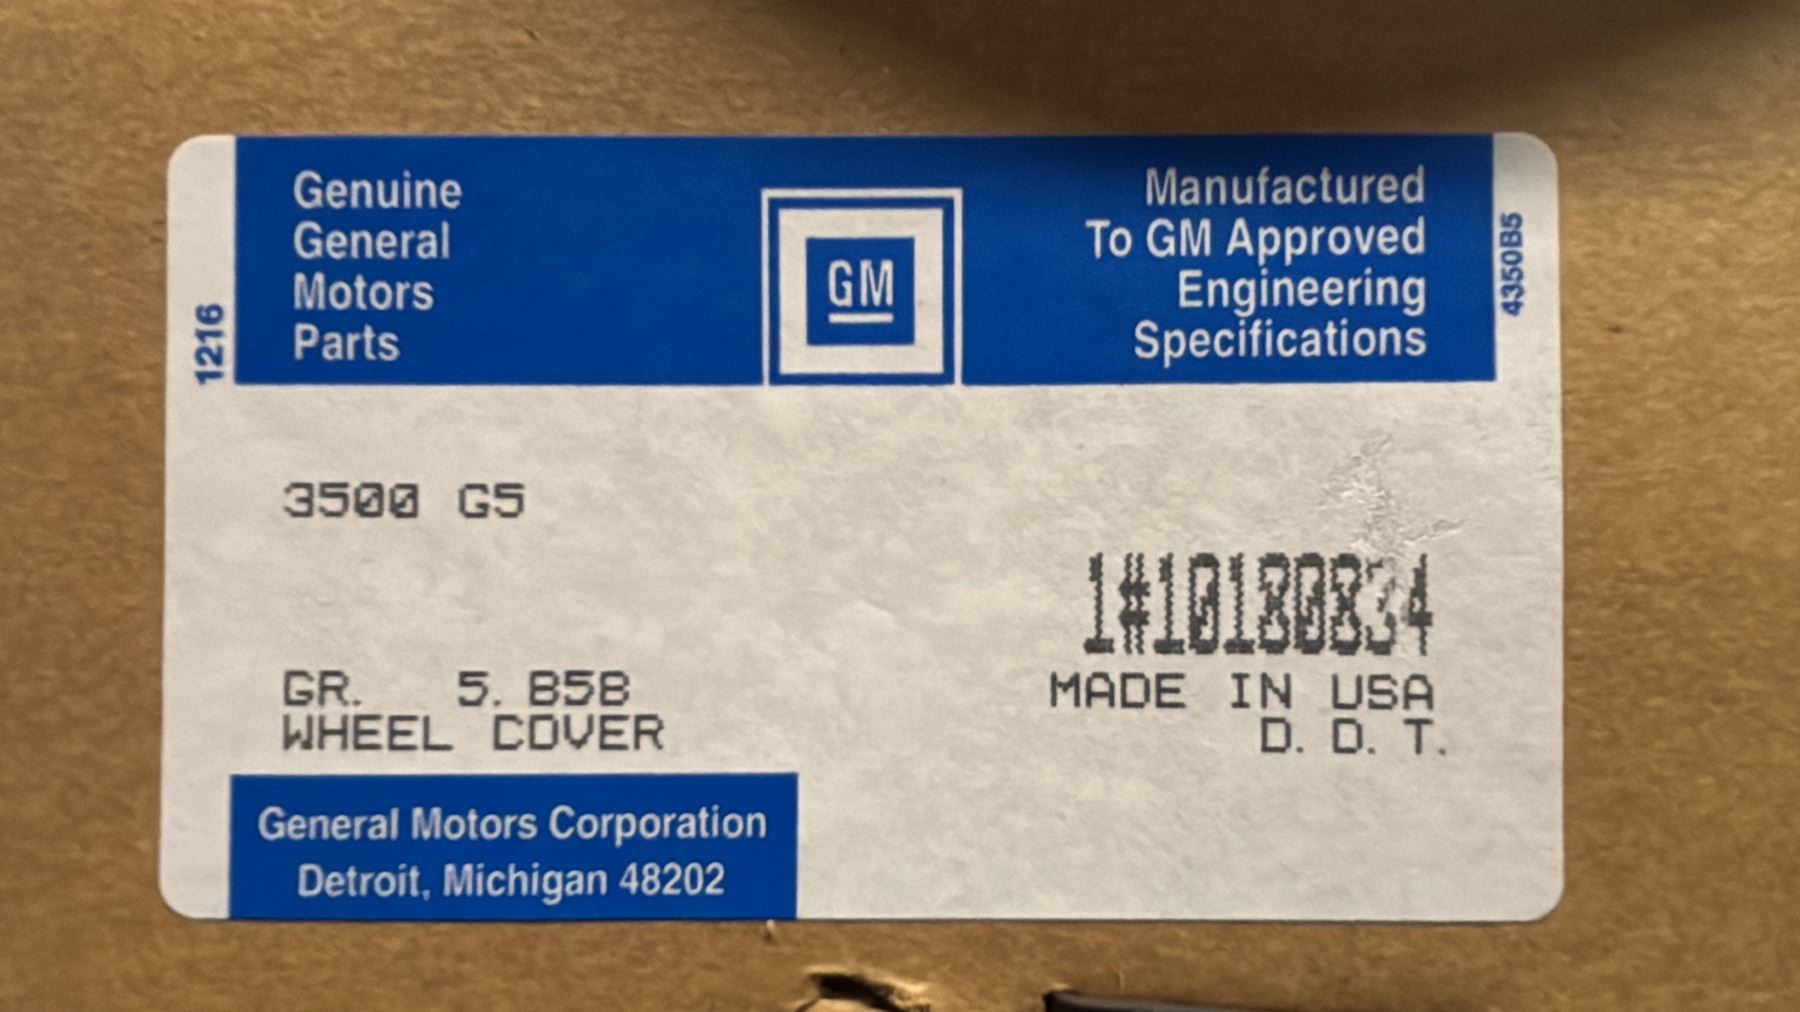 Genuine
General
Motors
Parts
GM
Manufactured
To GM Approved
Engineering
Specifications
1216
4350B5
3500 G5
1#10180834
GR. 5. 858
WHEEL COVER
MADE IN USA
D. D. T.
General Motors Corporation
Detroit, Michigan 48202